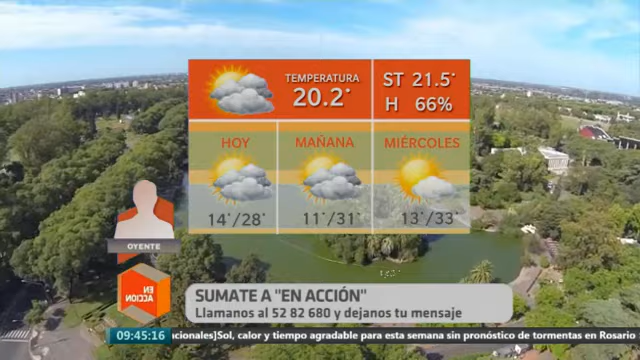 TEMPERATURA
20.2°
ST 21.5°
H 66%
HOY
MAÑANA
MIÉRCOLES
14°/28°
11°/31°
13°/33°
OYENTE
EN
ACCIÓN
SUMATE A "EN ACCIÓN"
Llamanos al 52 82 680 y dejanos tu mensaje
09:45:16
acionales]Sol, calor y tiempo agradable para esta semana sin pronóstico de tormentas en Rosario